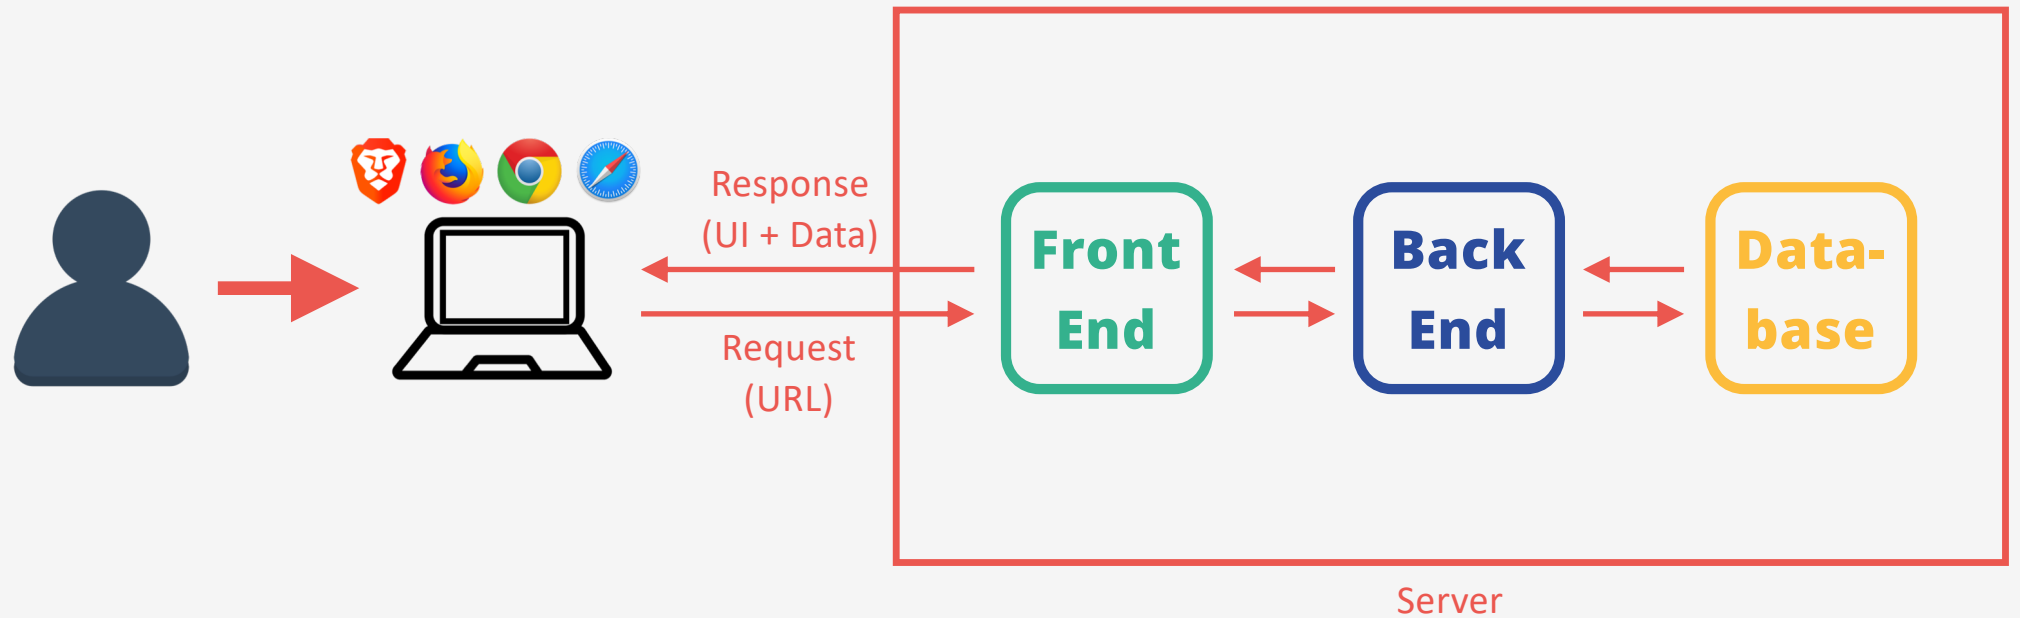 Response
(UI + Data)
Request
(URL)
Front
End
Back
End
Data-
base
Server